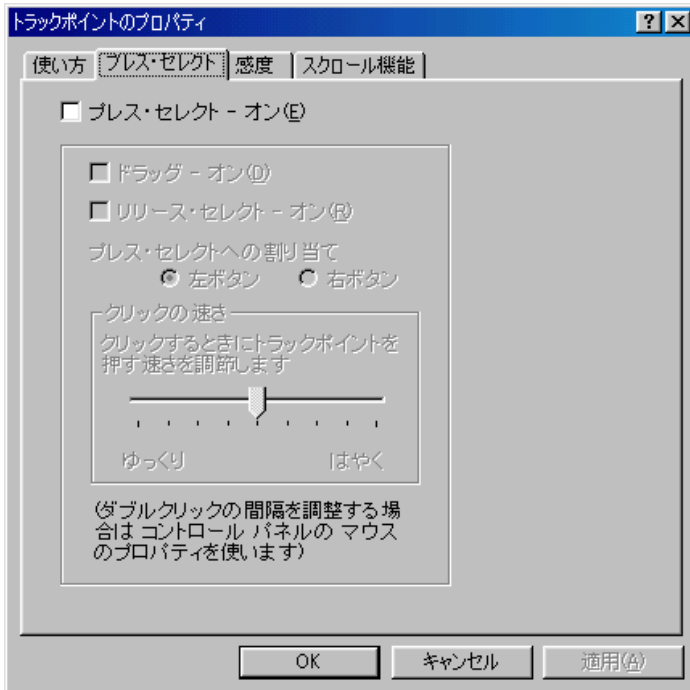 トラックポイントのプロパティ
使い方 プレス・セレクト 感度 スクロール機能
プレス・セレクト - オン(E)
ドラッグ - オン(D)
リリース・セレクト - オン(R)
プレス・セレクトへの割り当て
左ボタン 右ボタン
クリックの速さ
クリックするときにトラックポイントを
押す速さを調節します
ゆっくり はやく
(ダブルクリックの間隔を調整する場
合は コントロール パネルの マウス
のプロパティを使います)
OK キャンセル 適用(A)